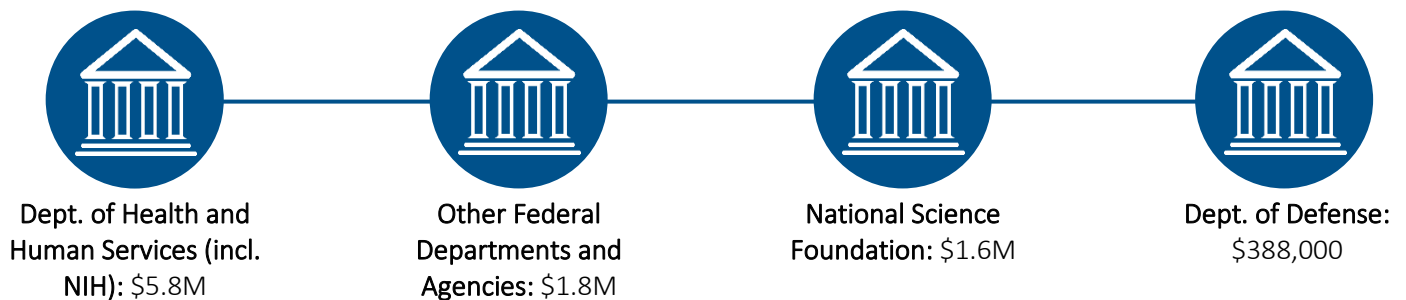 Dept. of Health and
Human Services (incl.
NIH): $5.8M
Other Federal
Departments and
Agencies: $1.8M
National Science
Foundation: $1.6M
Dept. of Defense:
$388,000